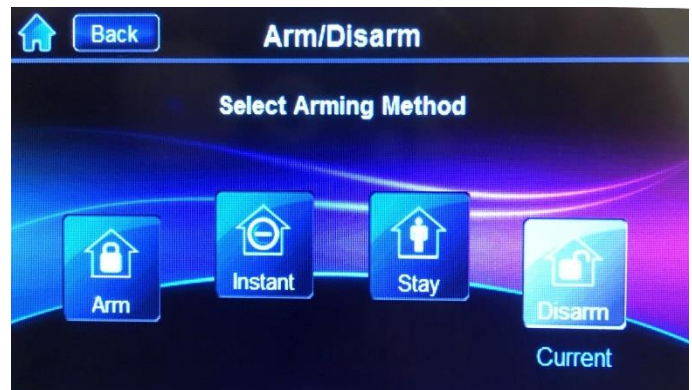 Back
Arm/Disarm
Select Arming Method
Arm
Instant
Stay
Disarm
Current